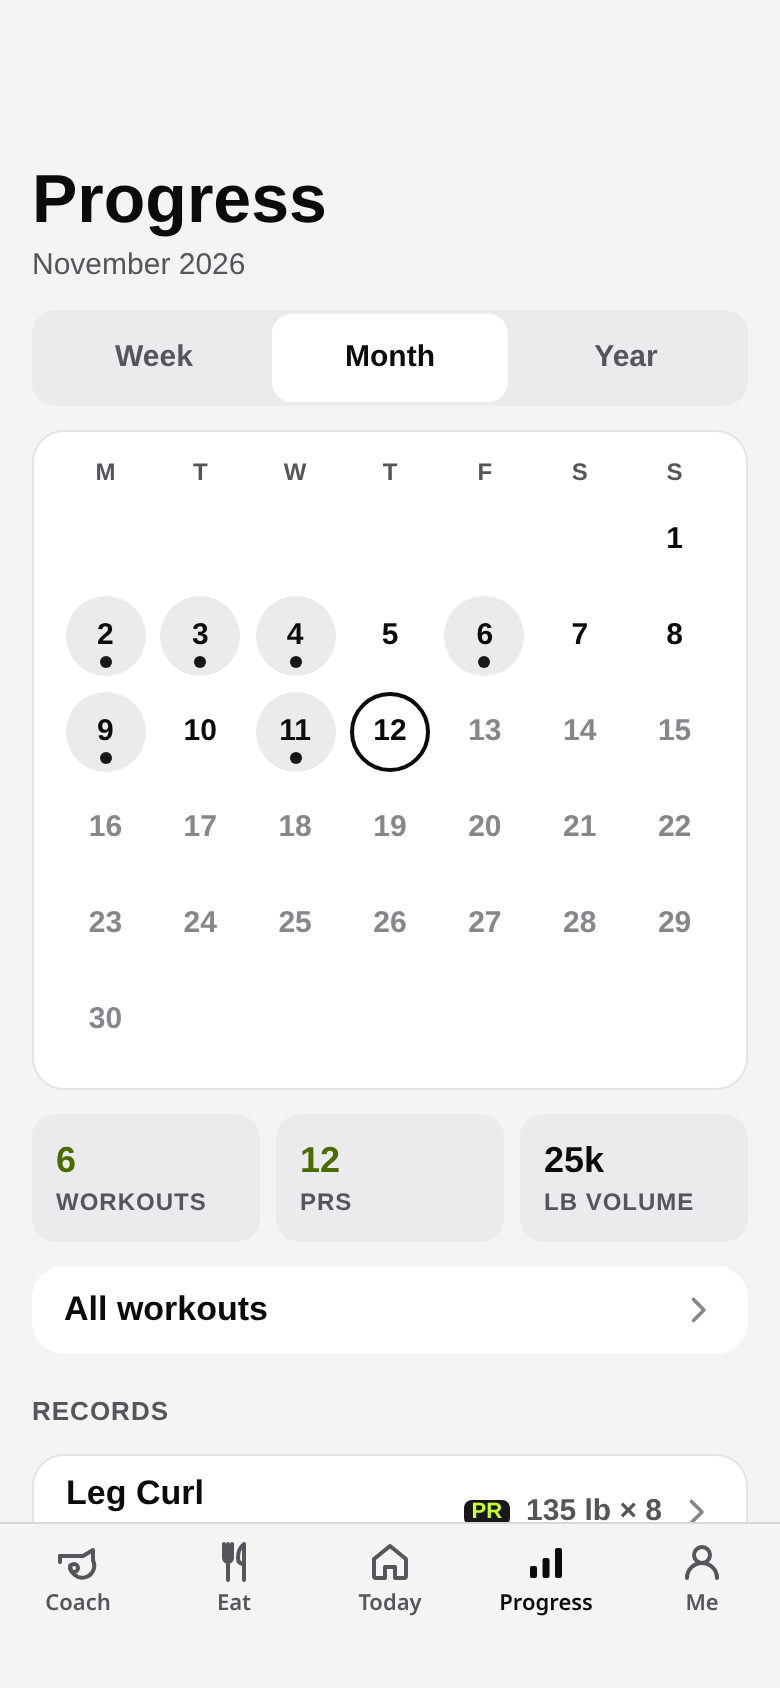 Progress
November 2026
Week Month Year
M T W T F S S
1
2 3 4 5 6 7 8
9 10 11 12 13 14 15
16 17 18 19 20 21 22
23 24 25 26 27 28 29
30
6 12 25k
WORKOUTS PRS LB VOLUME
All workouts
RECORDS
Leg Curl
PR 135 lb × 8
Coach Eat Today Progress Me